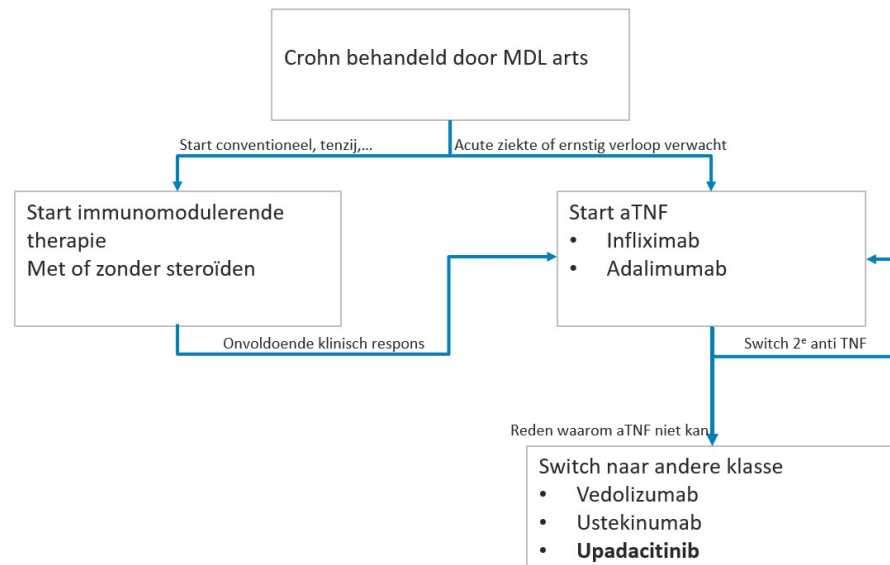 Crohn behandeld door MDL arts
Start conventioneel, tenzij,...
Acute ziekte of ernstig verloop verwacht
Start immunomodulerende
therapie
Met of zonder steroïden
Start aTNF
• Infliximab
• Adalimumab
Onvoldoende klinisch respons
Switch 2ᵉ anti TNF
Reden waarom aTNF niet kan
Switch naar andere klasse
• Vedolizumab
• Ustekinumab
• Upadacitinib